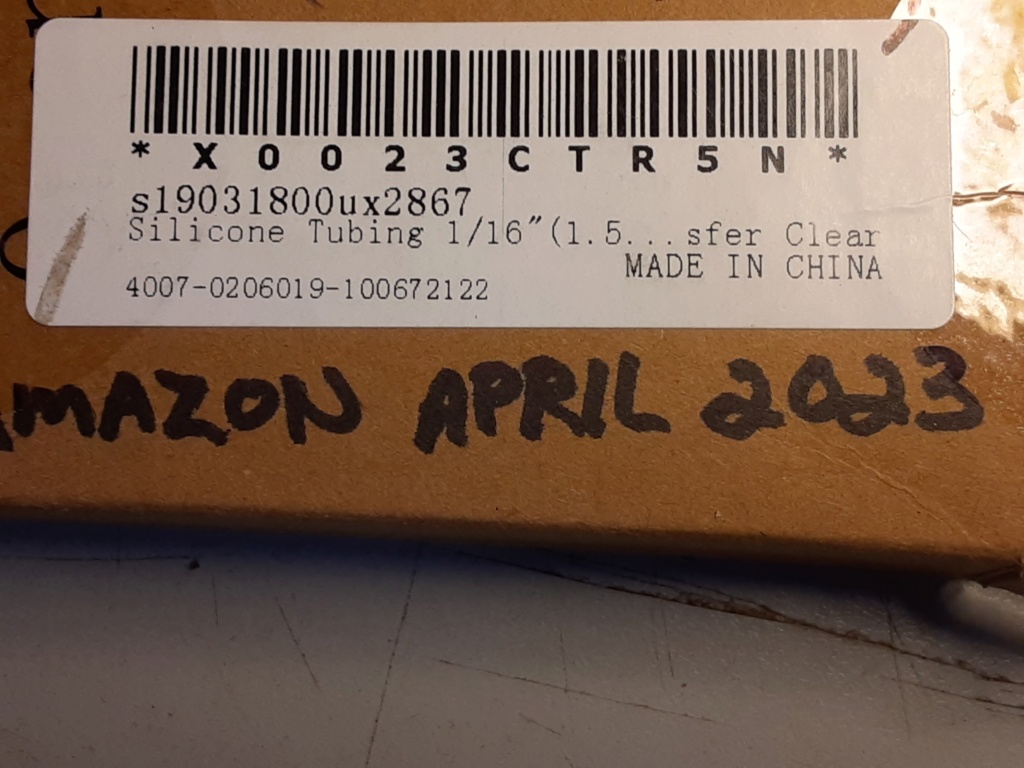 *X0023CTR5N*
s19031800ux2867
Silicone Tubing 1/16"(1.5...sfer Clear
MADE IN CHINA
4007-0206019-100672122
AMAZON APRIL 2023